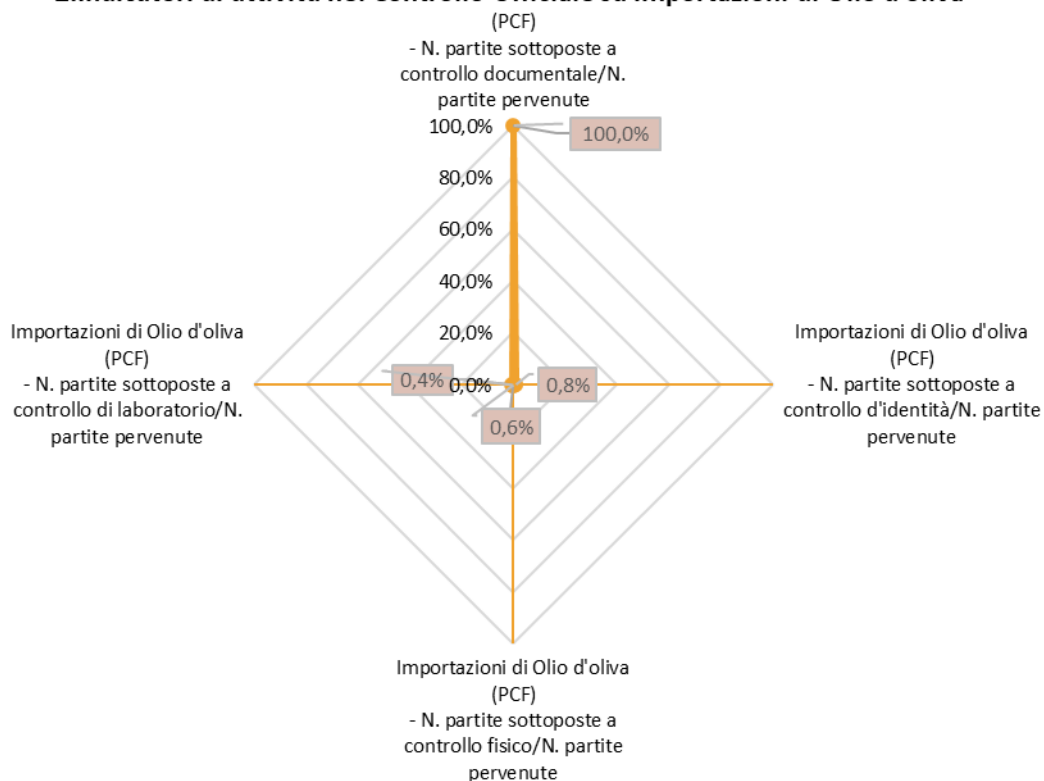 (PCF)
- N. partite sottoposte a
controllo documentale/N.
partite pervenute
100,0%
100,0%
80,0%
60,0%
40,0%
20,0%
0,0%
0,4%
0,8%
0,6%
Importazioni di Olio d'oliva
(PCF)
- N. partite sottoposte a
controllo di laboratorio/N.
partite pervenute
Importazioni di Olio d'oliva
(PCF)
- N. partite sottoposte a
controllo d'identità/N. partite
pervenute
Importazioni di Olio d'oliva
(PCF)
- N. partite sottoposte a
controllo fisico/N. partite
pervenute